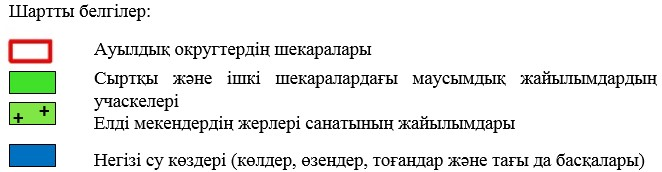 Шартты белгілер:
Ауылдық округтердің шекаралары
Сыртқы және ішкі шекаралардағы маусымдық жайылымдардың
учаскелері
Елді мекендердің жерлері санатының жайылымдары
Негізі су көздері (көлдер, өзендер, тоғандар және тағы да басқалары)